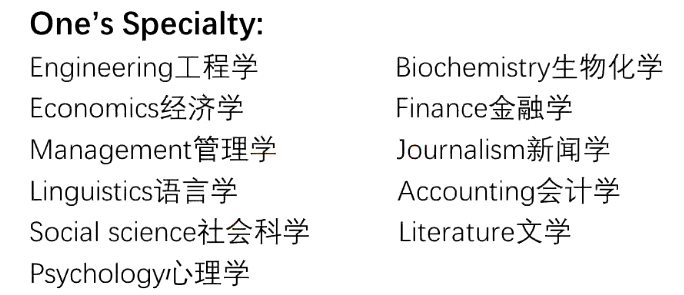 One's Specialty:
Engineering工程学 Biochemistry生物化学
Economics经济学 Finance金融学
Management管理学 Journalism新闻学
Linguistics语言学 Accounting会计学
Social science社会科学 Literature文学
Psychology心理学